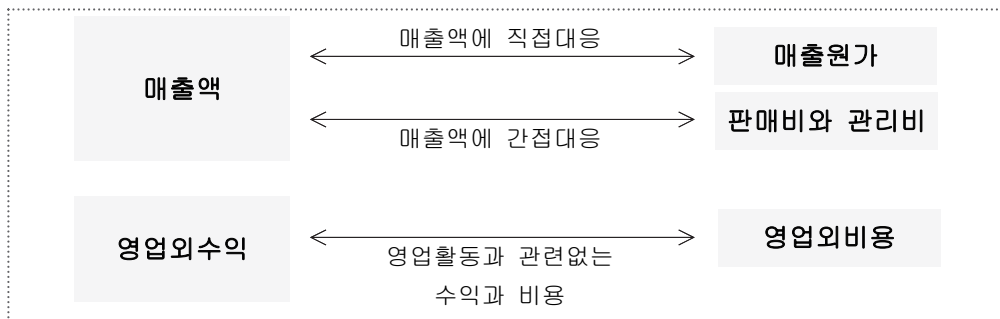 매출액에 직접대응
매출원가
매출액
판매비와 관리비
매출액에 간접대응
영업외수익
영업외비용
영업활동과 관련없는
수익과 비용